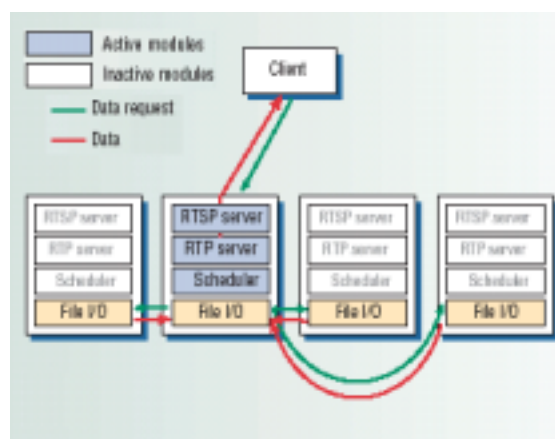 Active modules
Inactive modules
Data request
Data
Client
RTSP server
RTP server
Scheduler
File I/O
RTSP server
RTP server
Scheduler
File I/O
RTSP server
RTP server
Scheduler
File I/O
RTSP server
RTP server
Scheduler
File I/O